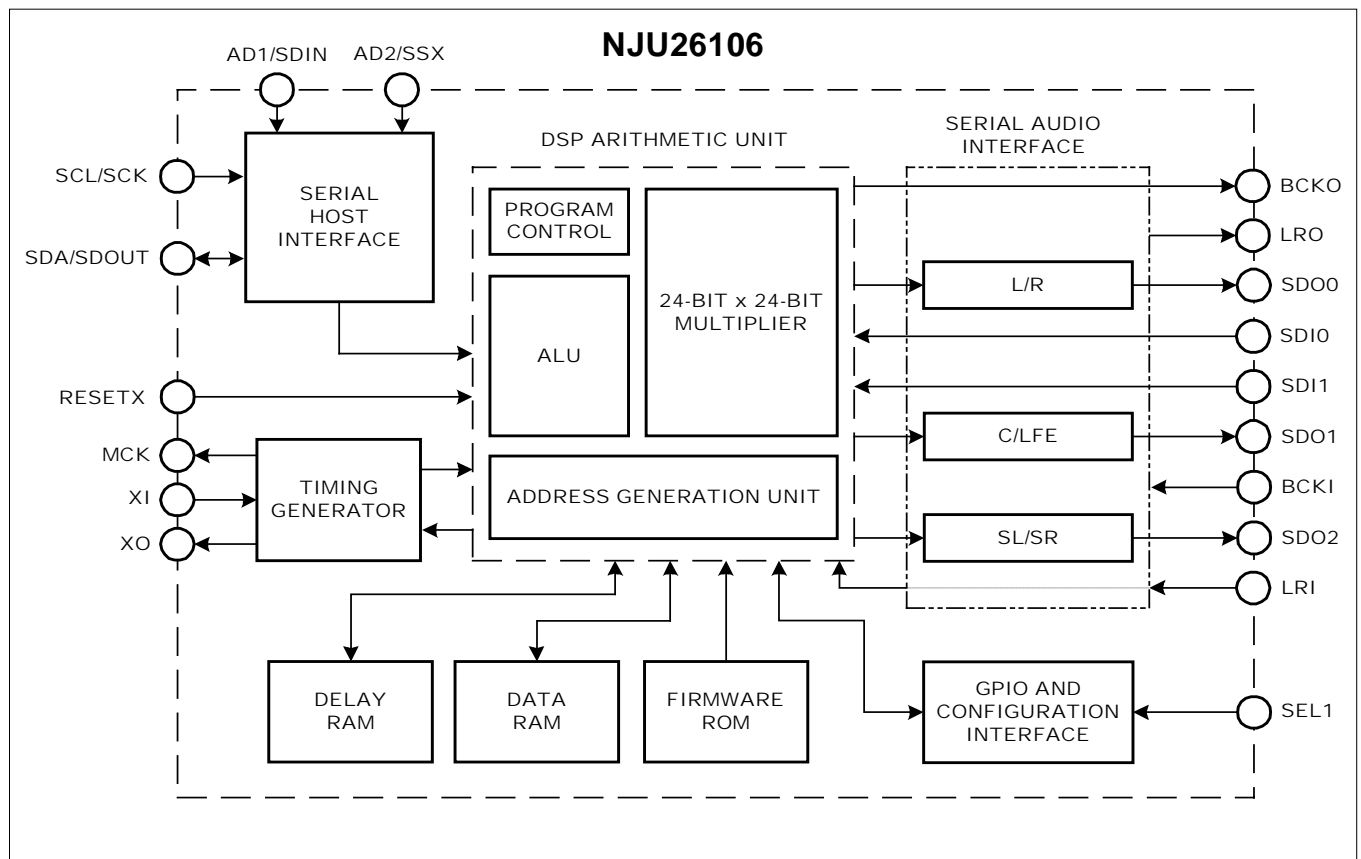 NJU26106
AD1/SDIN
AD2/SSX
SCL/SCK
SDA/SDOUT
RESETX
MCK
XI
XO
SERIAL
HOST
INTERFACE
TIMING
GENERATOR
DSP ARITHMETIC UNIT
PROGRAM
CONTROL
ALU
24-BIT x 24-BIT
MULTIPLIER
ADDRESS GENERATION UNIT
SERIAL AUDIO
INTERFACE
L/R
C/LFE
SL/SR
BCKO
LRO
SDO0
SDI0
SDI1
SDO1
BCKI
SDO2
LRI
SEL1
DELAY
RAM
DATA
RAM
FIRMWARE
ROM
GPIO AND
CONFIGURATION
INTERFACE